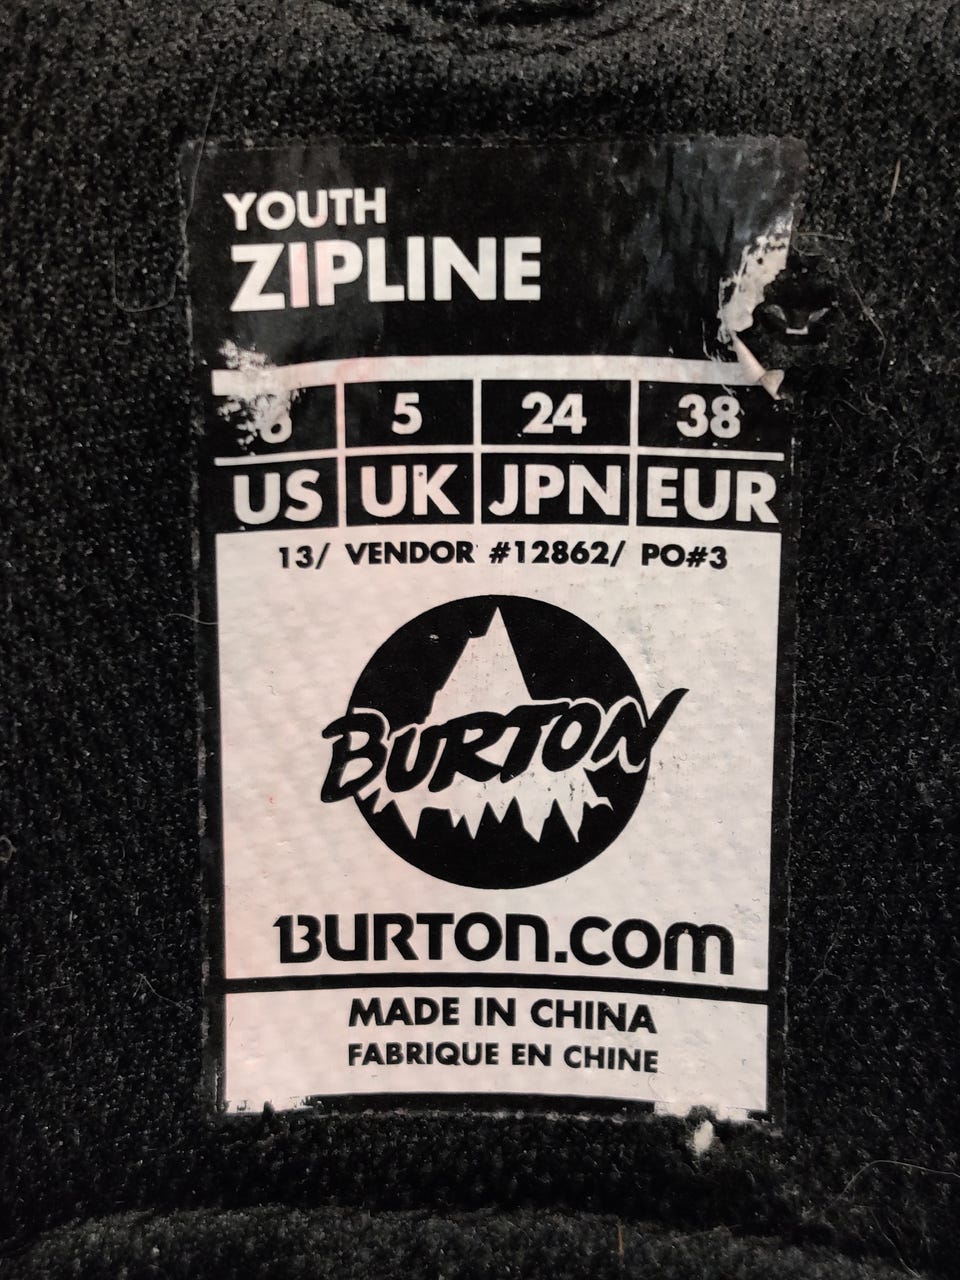 YOUTH
ZIPLINE
6 5 24 38
US UK JPN EUR
13/ VENDOR #12862/ PO#3
BURTON
BURTON.COM
MADE IN CHINA
FABRIQUE EN CHINE